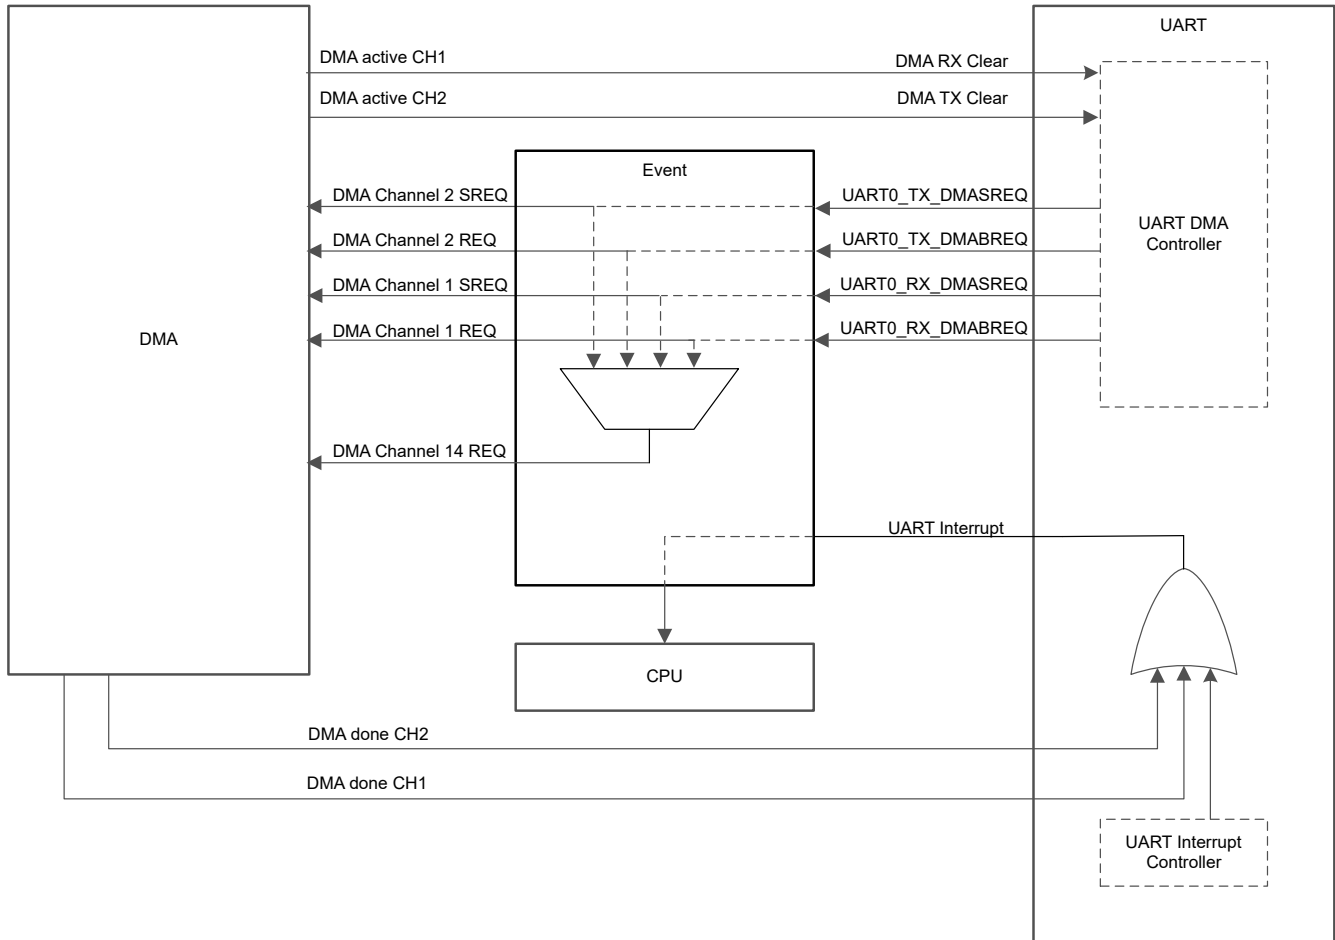 UART
DMA active CH1
DMA RX Clear
DMA active CH2
DMA TX Clear
Event
DMA Channel 2 SREQ
UART0_TX_DMASREQ
DMA Channel 2 REQ
UART0_TX_DMABREQ
UART DMA
Controller
DMA Channel 1 SREQ
UART0_RX_DMASREQ
DMA Channel 1 REQ
UART0_RX_DMABREQ
DMA
DMA Channel 14 REQ
UART Interrupt
CPU
DMA done CH2
DMA done CH1
UART Interrupt
Controller